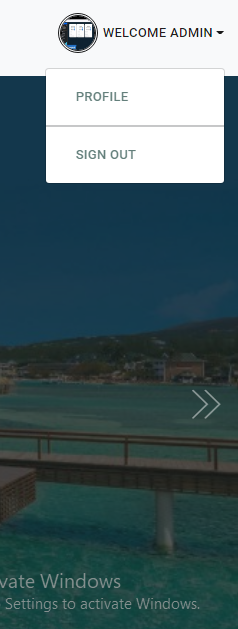 WELCOME ADMIN
PROFILE
SIGN OUT
vate Windows
Settings to activate Windows.